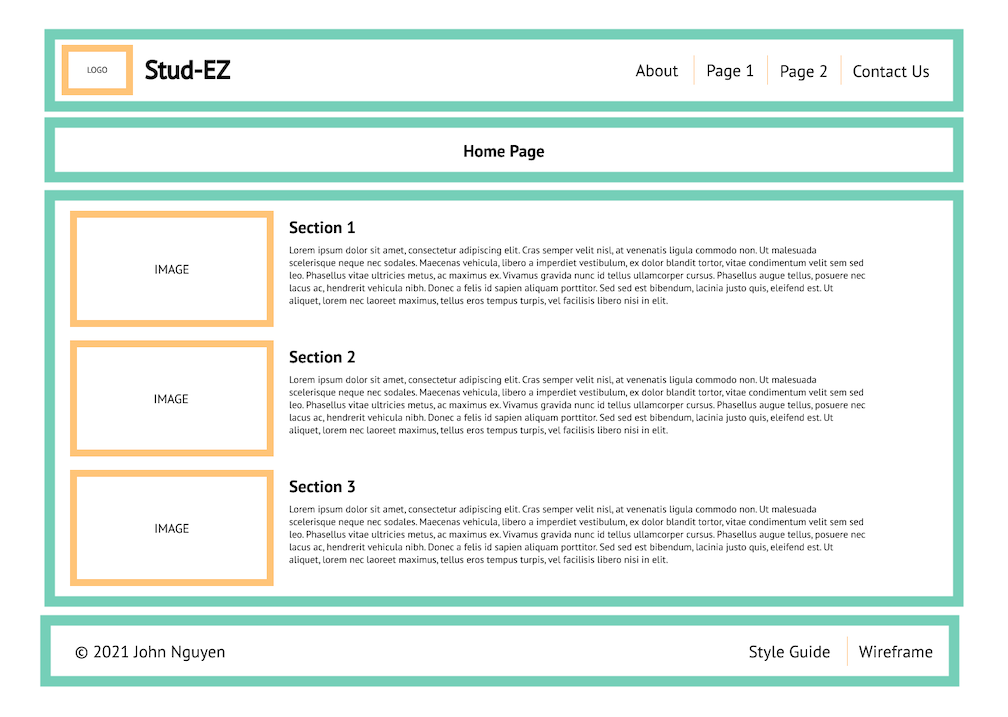 LOGO
Stud-EZ
About
Page 1
Page 2
Contact Us
Home Page
IMAGE
Section 1
Lorem ipsum dolor sit amet, consectetur adipiscing elit. Cras semper velit nisl, at venenatis ligula commodo non. Ut malesuada
scelerisque neque nec sodales. Maecenas vehicula, libero a imperdiet vestibulum, ex dolor blandit tortor, vitae condimentum velit sem sed
leo. Phasellus vitae ultricies metus, ac maximus ex. Vivamus gravida nunc id tellus ullamcorper cursus. Phasellus augue tellus, posuere nec
lacus ac, hendrerit vehicula nibh. Donec a felis id sapien aliquam porttitor. Sed sed est bibendum, lacinia justo quis, eleifend est. Ut
aliquet, lorem nec laoreet maximus, tellus eros tempus turpis, vel facilisis libero nisi in elit.
IMAGE
Section 2
Lorem ipsum dolor sit amet, consectetur adipiscing elit. Cras semper velit nisl, at venenatis ligula commodo non. Ut malesuada
scelerisque neque nec sodales. Maecenas vehicula, libero a imperdiet vestibulum, ex dolor blandit tortor, vitae condimentum velit sem sed
leo. Phasellus vitae ultricies metus, ac maximus ex. Vivamus gravida nunc id tellus ullamcorper cursus. Phasellus augue tellus, posuere nec
lacus ac, hendrerit vehicula nibh. Donec a felis id sapien aliquam porttitor. Sed sed est bibendum, lacinia justo quis, eleifend est. Ut
aliquet, lorem nec laoreet maximus, tellus eros tempus turpis, vel facilisis libero nisi in elit.
IMAGE
Section 3
Lorem ipsum dolor sit amet, consectetur adipiscing elit. Cras semper velit nisl, at venenatis ligula commodo non. Ut malesuada
scelerisque neque nec sodales. Maecenas vehicula, libero a imperdiet vestibulum, ex dolor blandit tortor, vitae condimentum velit sem sed
leo. Phasellus vitae ultricies metus, ac maximus ex. Vivamus gravida nunc id tellus ullamcorper cursus. Phasellus augue tellus, posuere nec
lacus ac, hendrerit vehicula nibh. Donec a felis id sapien aliquam porttitor. Sed sed est bibendum, lacinia justo quis, eleifend est. Ut
aliquet, lorem nec laoreet maximus, tellus eros tempus turpis, vel facilisis libero nisi in elit.
© 2021 John Nguyen
Style Guide
Wireframe